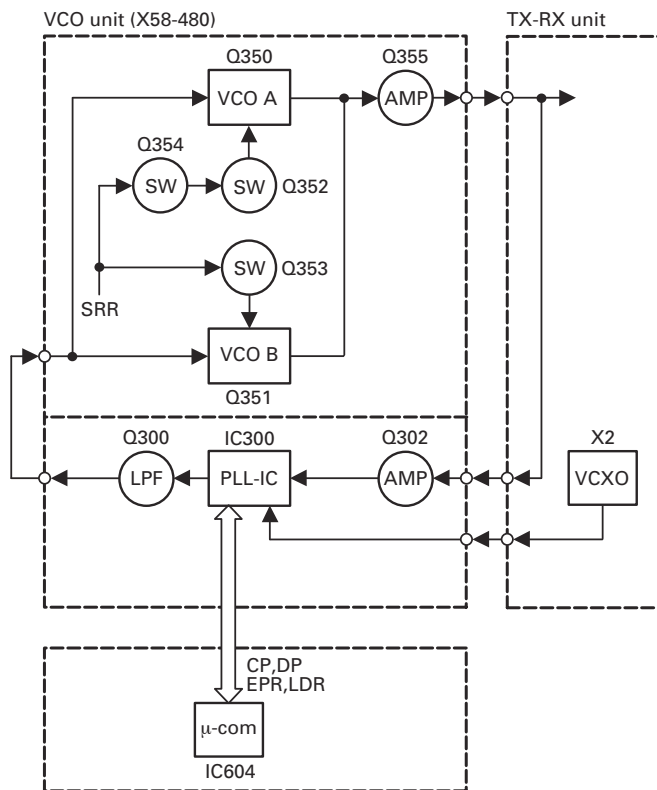 VCO unit (X58-480)
TX-RX unit
Q350
Q355
VCO A
AMP
Q354
SW
SW
Q352
SW
Q353
SRR
VCO B
Q351
Q300
IC300
Q302
X2
LPF
PLL-IC
AMP
VCXO
CP,DP
EPR,LDR
μ-com
IC604